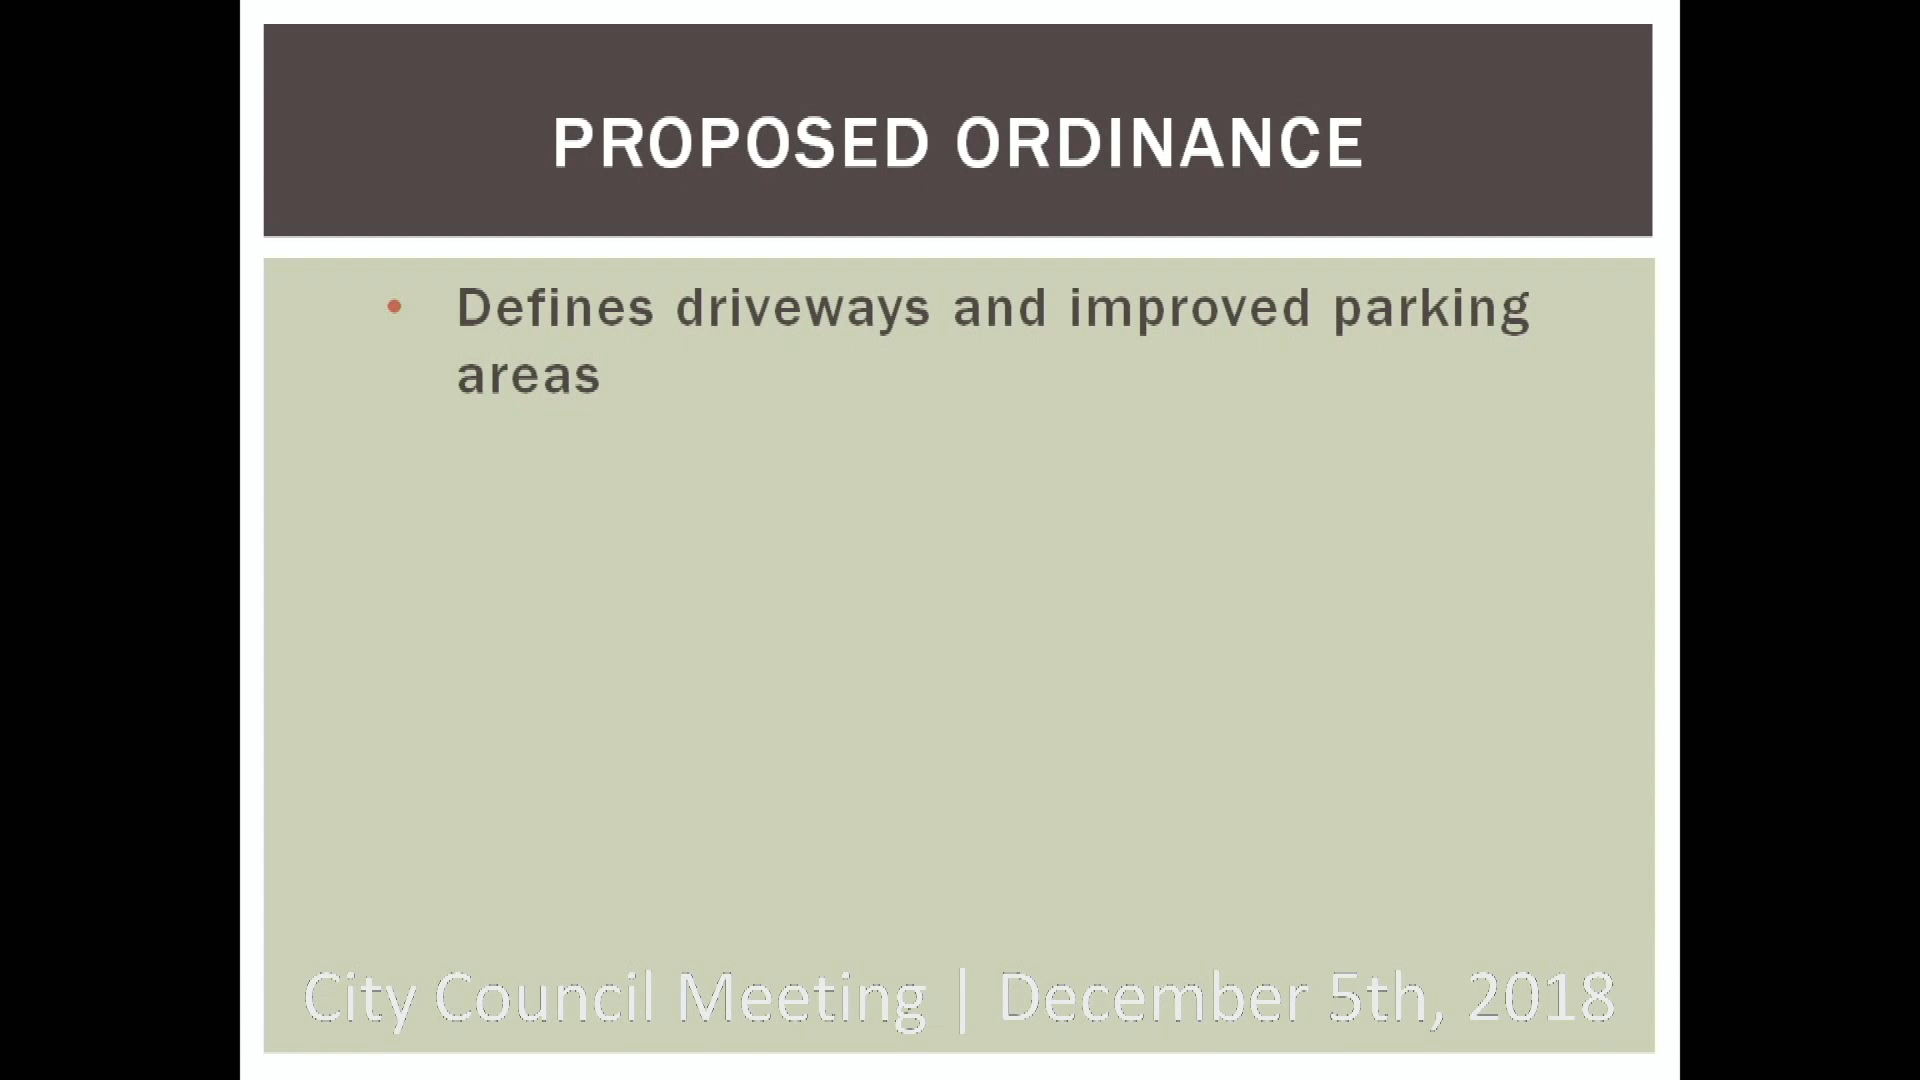 PROPOSED ORDINANCE
• Defines driveways and improved parking
areas
City Council Meeting | December 5th, 2018